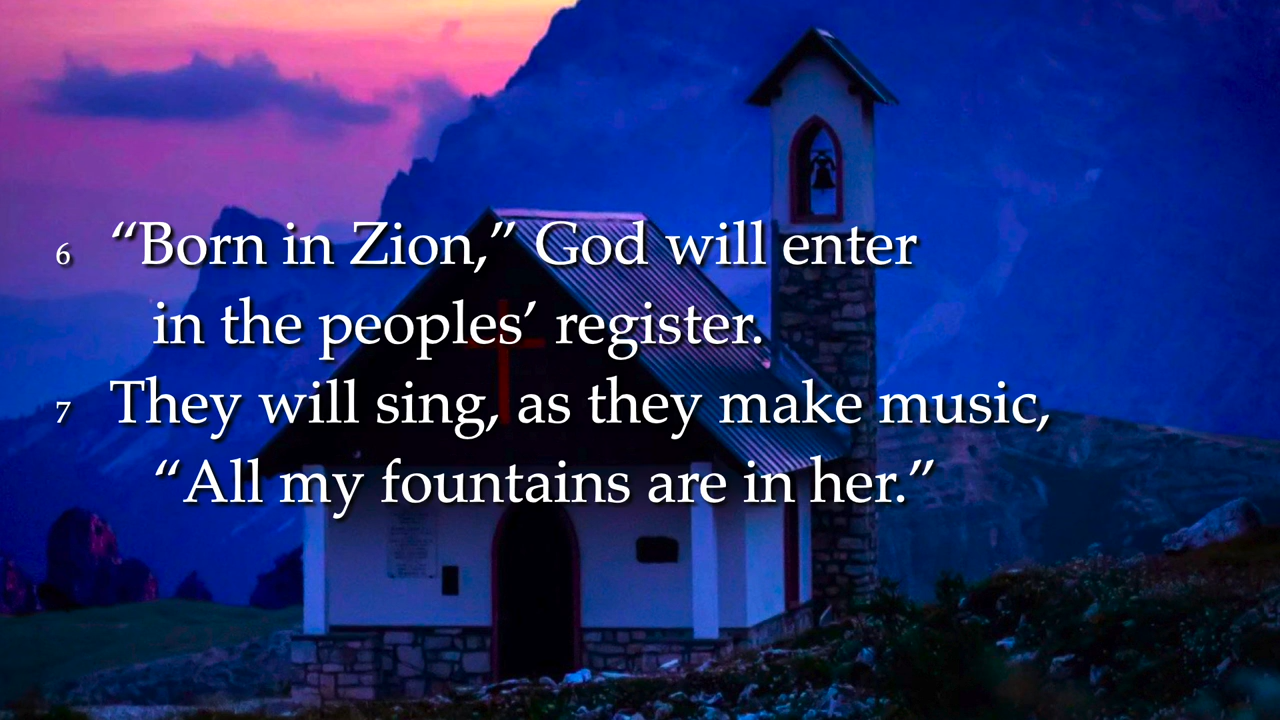 6 “Born in Zion,” God will enter
in the peoples’ register.
7 They will sing, as they make music,
“All my fountains are in her.”